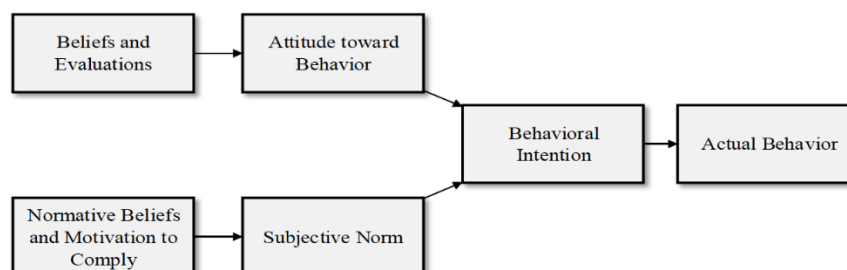 Beliefs and
Evaluations
Attitude toward
Behavior
Behavioral
Intention
Actual Behavior
Normative Beliefs
and Motivation to
Comply
Subjective Norm